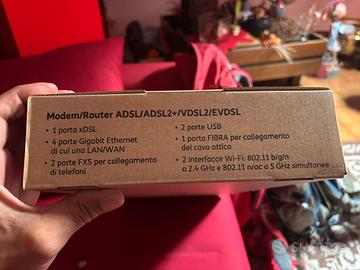 Modem/Router ADSL/ADSL2+/VDSL2/EVDSL
• 1 porta xDSL
• 4 porte Gigabit Ethernet
di cui uno LAN/WAN
• 2 porte FXS per collegamento
di telefoni
• 2 porte USB
• 1 porta FIBRA per collegamento
del cavo ottico
• 2 interfacce Wi-Fi: 802.11 b/g/n
a 2.4 GHz e 802.11 n/ac a 5 GHz simultanee
subito